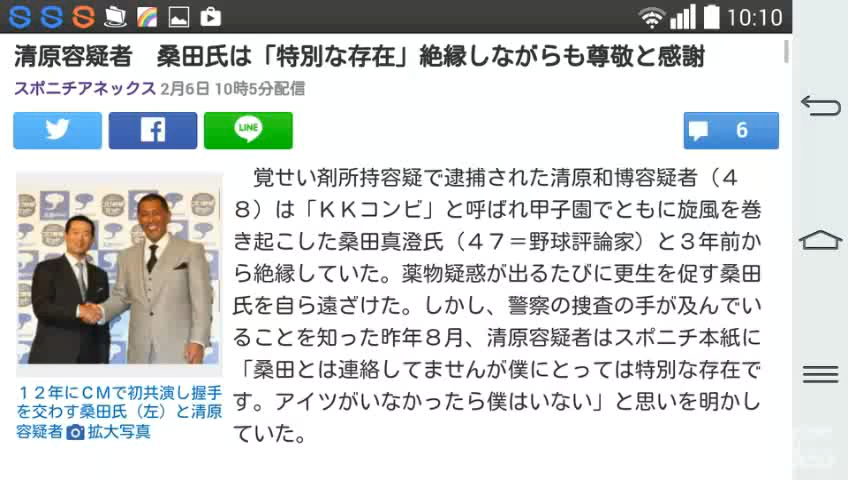 10:10
清原容疑者　桑田氏は「特別な存在」絶縁しながらも尊敬と感謝
スポニチアネックス 2月6日 10時5分配信
LINE
6
覚せい剤所持容疑で逮捕された清原和博容疑者（４
８）は「ＫＫコンビ」と呼ばれ甲子園でともに旋風を巻
き起こした桑田真澄氏（４７＝野球評論家）と３年前か
ら絶縁していた。薬物疑惑が出るたびに更生を促す桑田
氏を自ら遠ざけた。しかし、警察の捜査の手が及んでい
ることを知った昨年８月、清原容疑者はスポニチ本紙に
「桑田とは連絡してませんが僕にとっては特別な存在で
す。アイツがいなかったら僕はいない」と思いを明かし
ていた。
１２年にＣＭで初共演し握手
を交わす桑田氏（左）と清原
容疑者 拡大写真